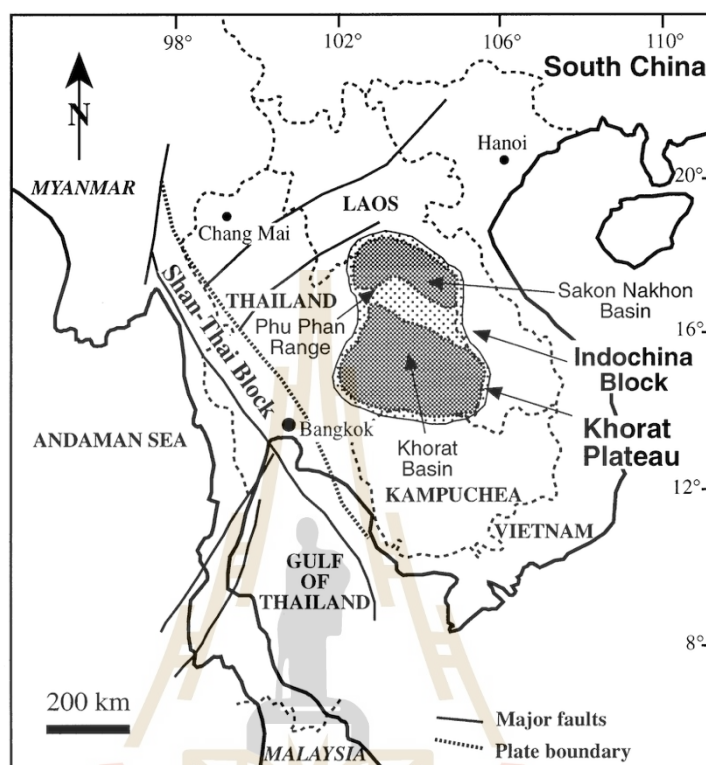 98°
102°
106°
110°
South China
N
Hanoi
20°
MYANMAR
LAOS
Chang Mai
Shan-Thai Block
THAILAND
Sakon Nakhon
Basin
Phu Phan
Range
16°
Indochina
Block
ANDAMAN SEA
Bangkok
Khorat
Plateau
Khorat
Basin
KAMPUCHEA
12°
VIETNAM
GULF
OF
THAILAND
8°
200 km
Major faults
Plate boundary
MALAYSIA